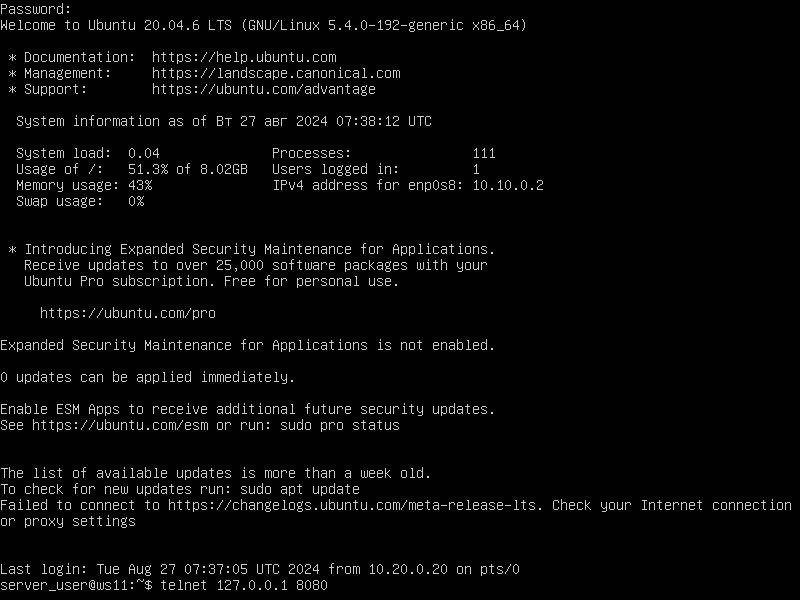 Password:
Welcome to Ubuntu 20.04.6 LTS (GNU/Linux 5.4.0-192-generic x86_64)
* Documentation:  https://help.ubuntu.com
* Management:     https://landscape.canonical.com
* Support:        https://ubuntu.com/advantage
System information as of Вт 27 авг 2024 07:38:12 UTC
System load:  0.04              Processes:               111
Usage of /:   51.3% of 8.02GB   Users logged in:         1
Memory usage: 43%               IPv4 address for enp0s8: 10.10.0.2
Swap usage:   0%
* Introducing Expanded Security Maintenance for Applications.
Receive updates to over 25,000 software packages with your
Ubuntu Pro subscription. Free for personal use.
https://ubuntu.com/pro
Expanded Security Maintenance for Applications is not enabled.
0 updates can be applied immediately.
Enable ESM Apps to receive additional future security updates.
See https://ubuntu.com/esm or run: sudo pro status
The list of available updates is more than a week old.
To check for new updates run: sudo apt update
Failed to connect to https://changelogs.ubuntu.com/meta-release-lts. Check your Internet connection
or proxy settings
Last login: Tue Aug 27 07:37:05 UTC 2024 from 10.20.0.20 on pts/0
server_user@ws11:~$ telnet 127.0.0.1 8080